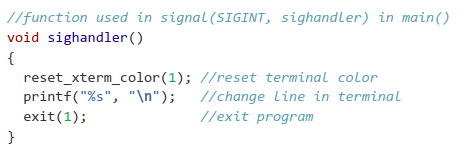 //function used in signal(SIGINT, sighandler) in main()
void sighandler()
{
  reset_xterm_color(1); //reset terminal color
  printf("%s", "\n");   //change line in terminal
  exit(1);              //exit program
}